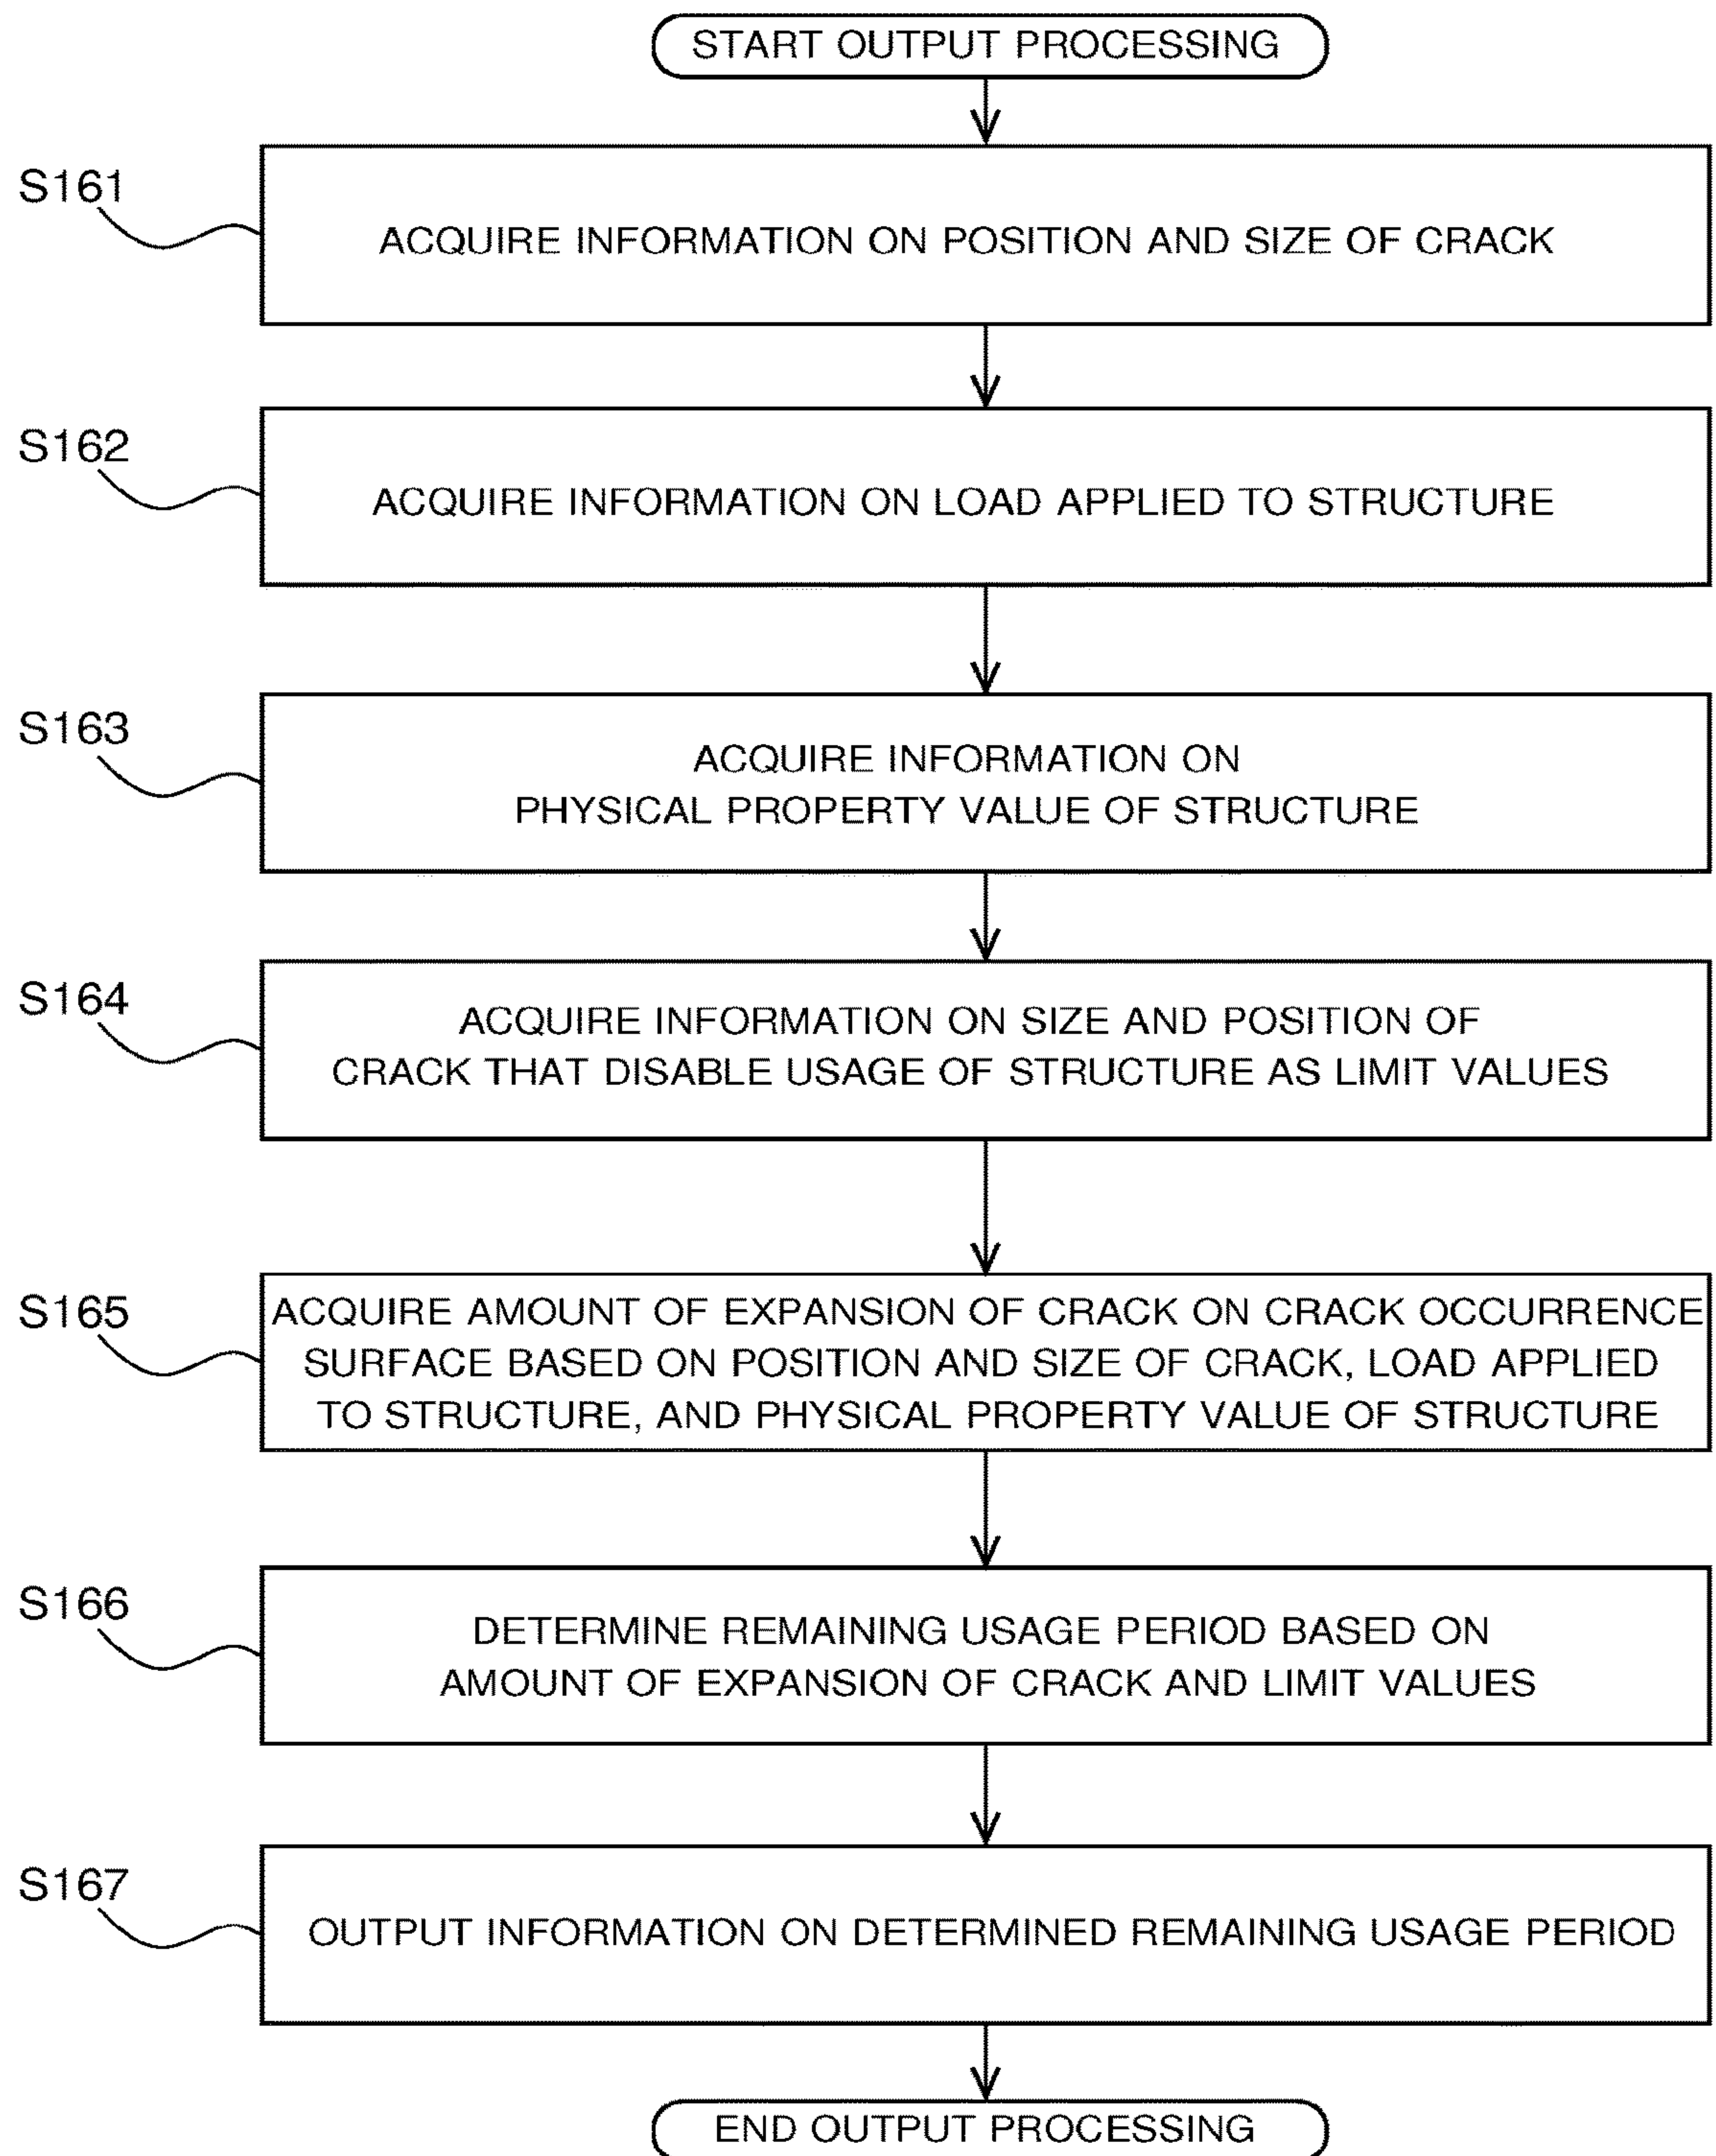 START OUTPUT PROCESSING
S161
ACQUIRE INFORMATION ON POSITION AND SIZE OF CRACK
S162
ACQUIRE INFORMATION ON LOAD APPLIED TO STRUCTURE
S163
ACQUIRE INFORMATION ON
PHYSICAL PROPERTY VALUE OF STRUCTURE
S164
ACQUIRE INFORMATION ON SIZE AND POSITION OF
CRACK THAT DISABLE USAGE OF STRUCTURE AS LIMIT VALUES
S165
ACQUIRE AMOUNT OF EXPANSION OF CRACK ON CRACK OCCURRENCE
SURFACE BASED ON POSITION AND SIZE OF CRACK, LOAD APPLIED
TO STRUCTURE, AND PHYSICAL PROPERTY VALUE OF STRUCTURE
S166
DETERMINE REMAINING USAGE PERIOD BASED ON
AMOUNT OF EXPANSION OF CRACK AND LIMIT VALUES
S167
OUTPUT INFORMATION ON DETERMINED REMAINING USAGE PERIOD
END OUTPUT PROCESSING